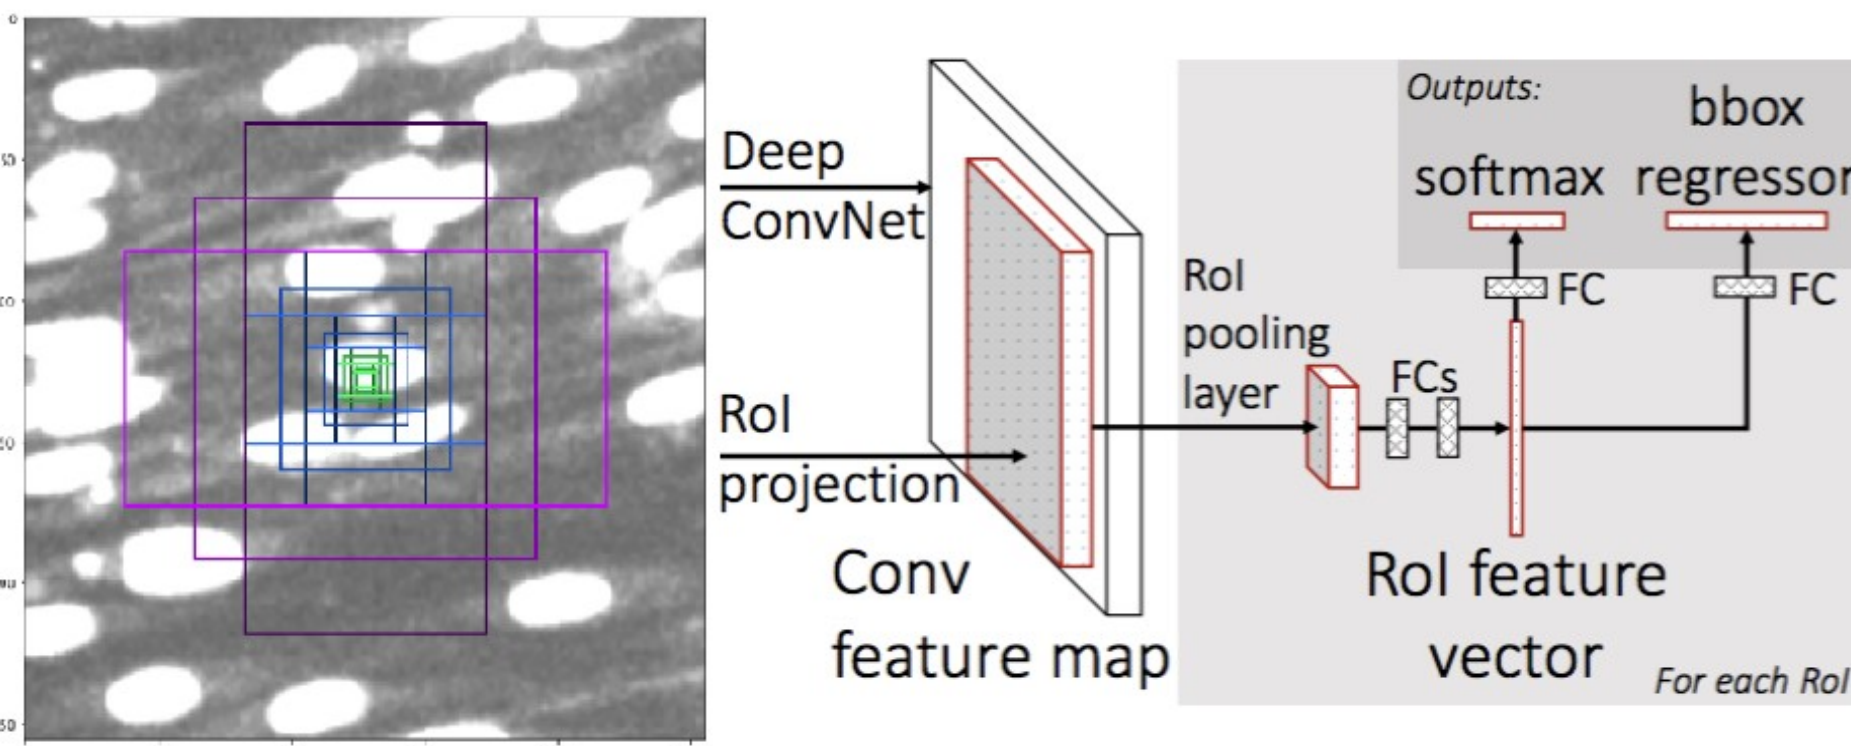 Deep
ConvNet
RoI
projection
Conv
feature map
RoI
pooling
layer
FCs
Outputs:
softmax
bbox
regressor
FC
FC
RoI feature
vector
For each RoI